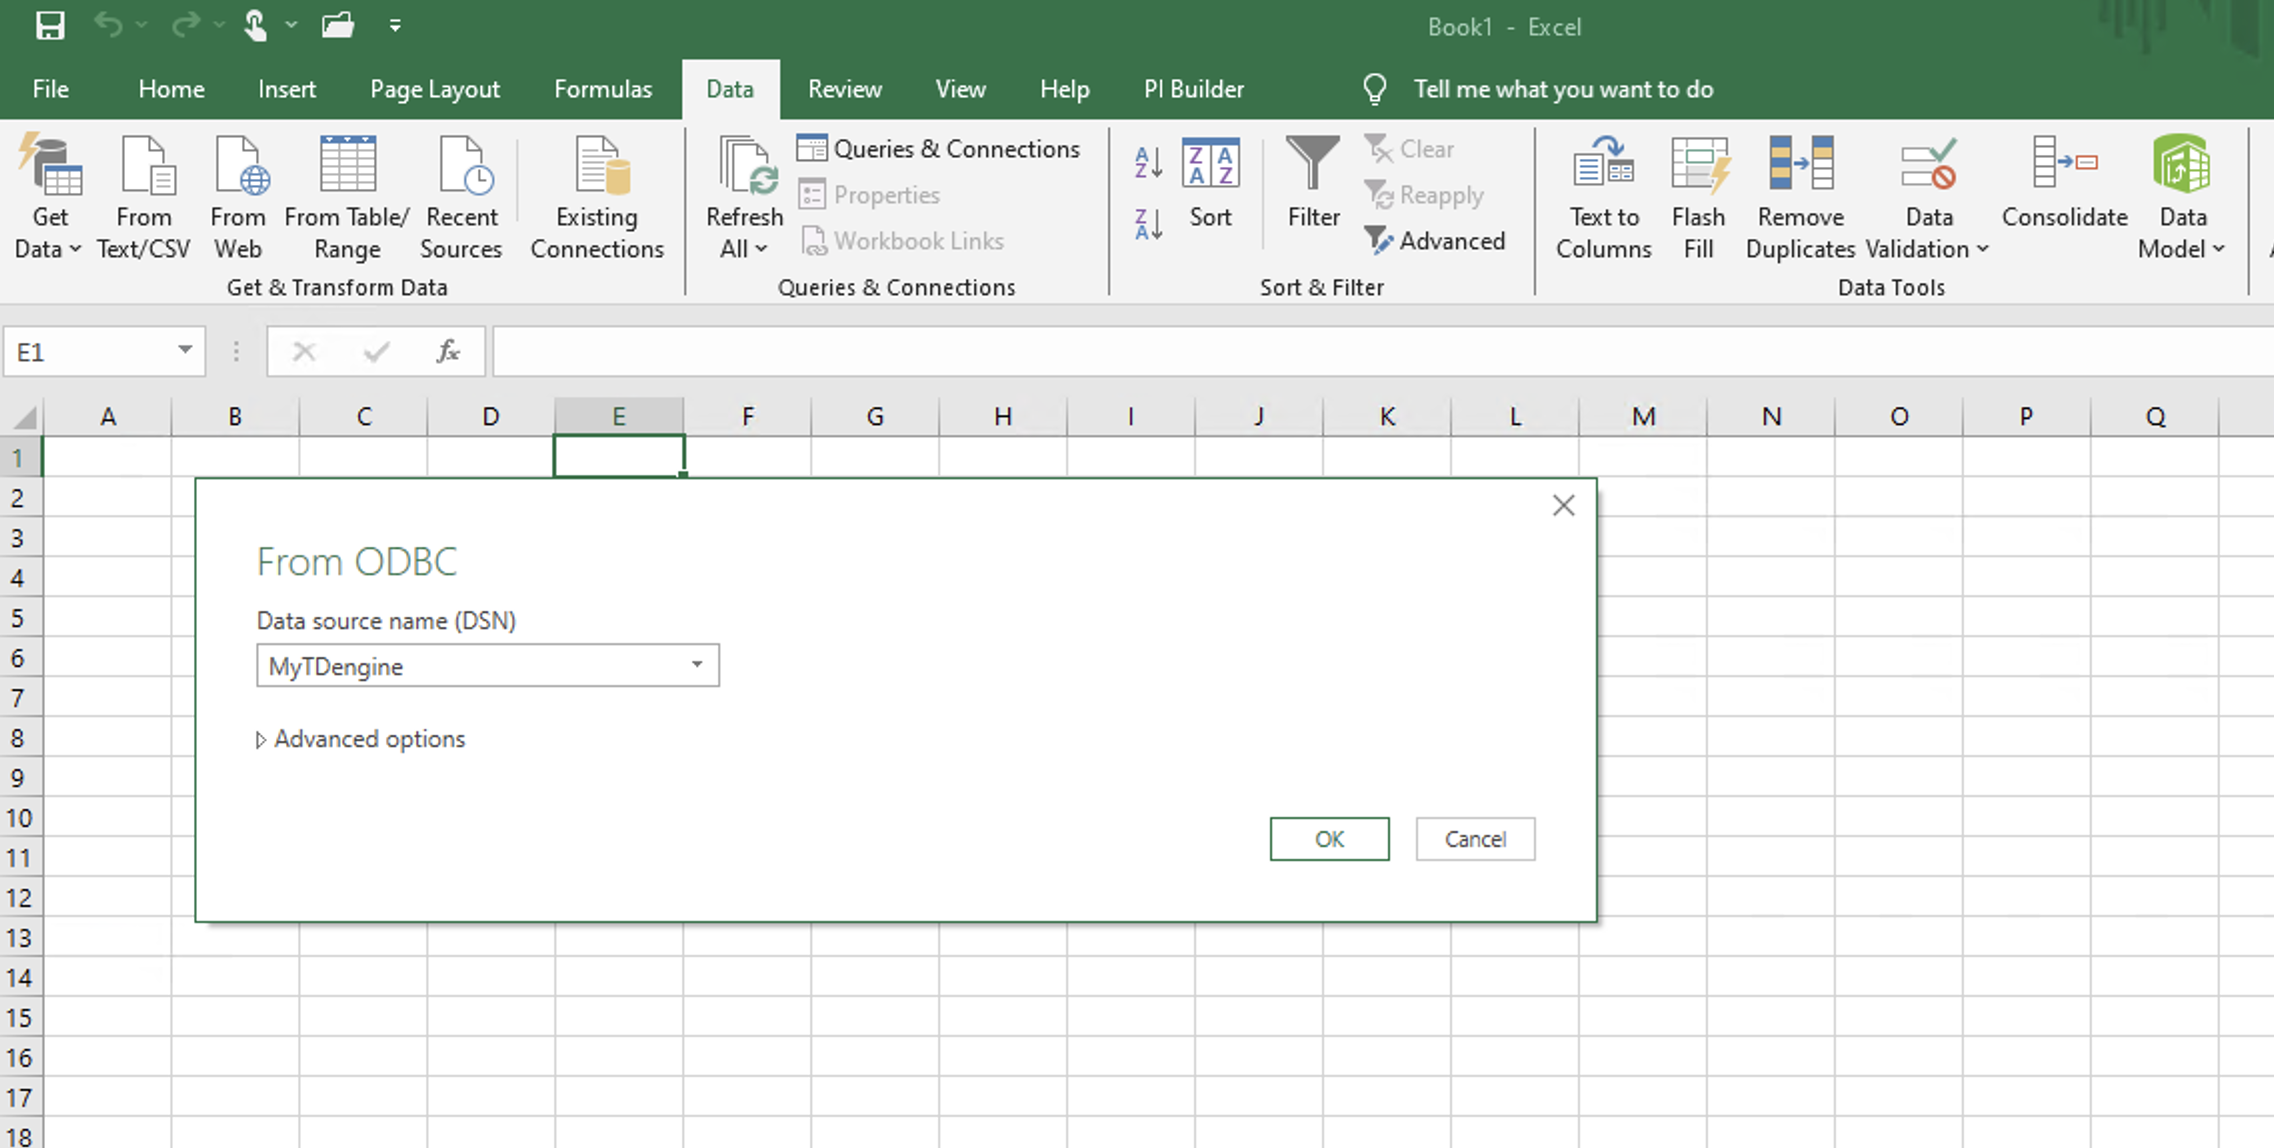 Book1 - Excel
File Home Insert Page Layout Formulas Data Review View Help PI Builder Tell me what you want to do
Get Data
From Text/CSV
From Web
From Table/ Range
Recent Sources
Existing Connections
Get & Transform Data
Refresh All
Queries & Connections
Properties
Workbook Links
Queries & Connections
A Z
Z A
Z A A Z
Sort
Filter
Clear
Reapply
Advanced
Sort & Filter
Text to Columns
Flash Fill
Remove Duplicates
Data Validation
Consolidate
Data Model
Data Tools
E1
fx
A B C D E F G H I J K L M N O P Q
1
2
3
4
5
6
7
8
9
10
11
12
13
14
15
16
17
18
From ODBC
Data source name (DSN)
MyTDengine
Advanced options
OK Cancel